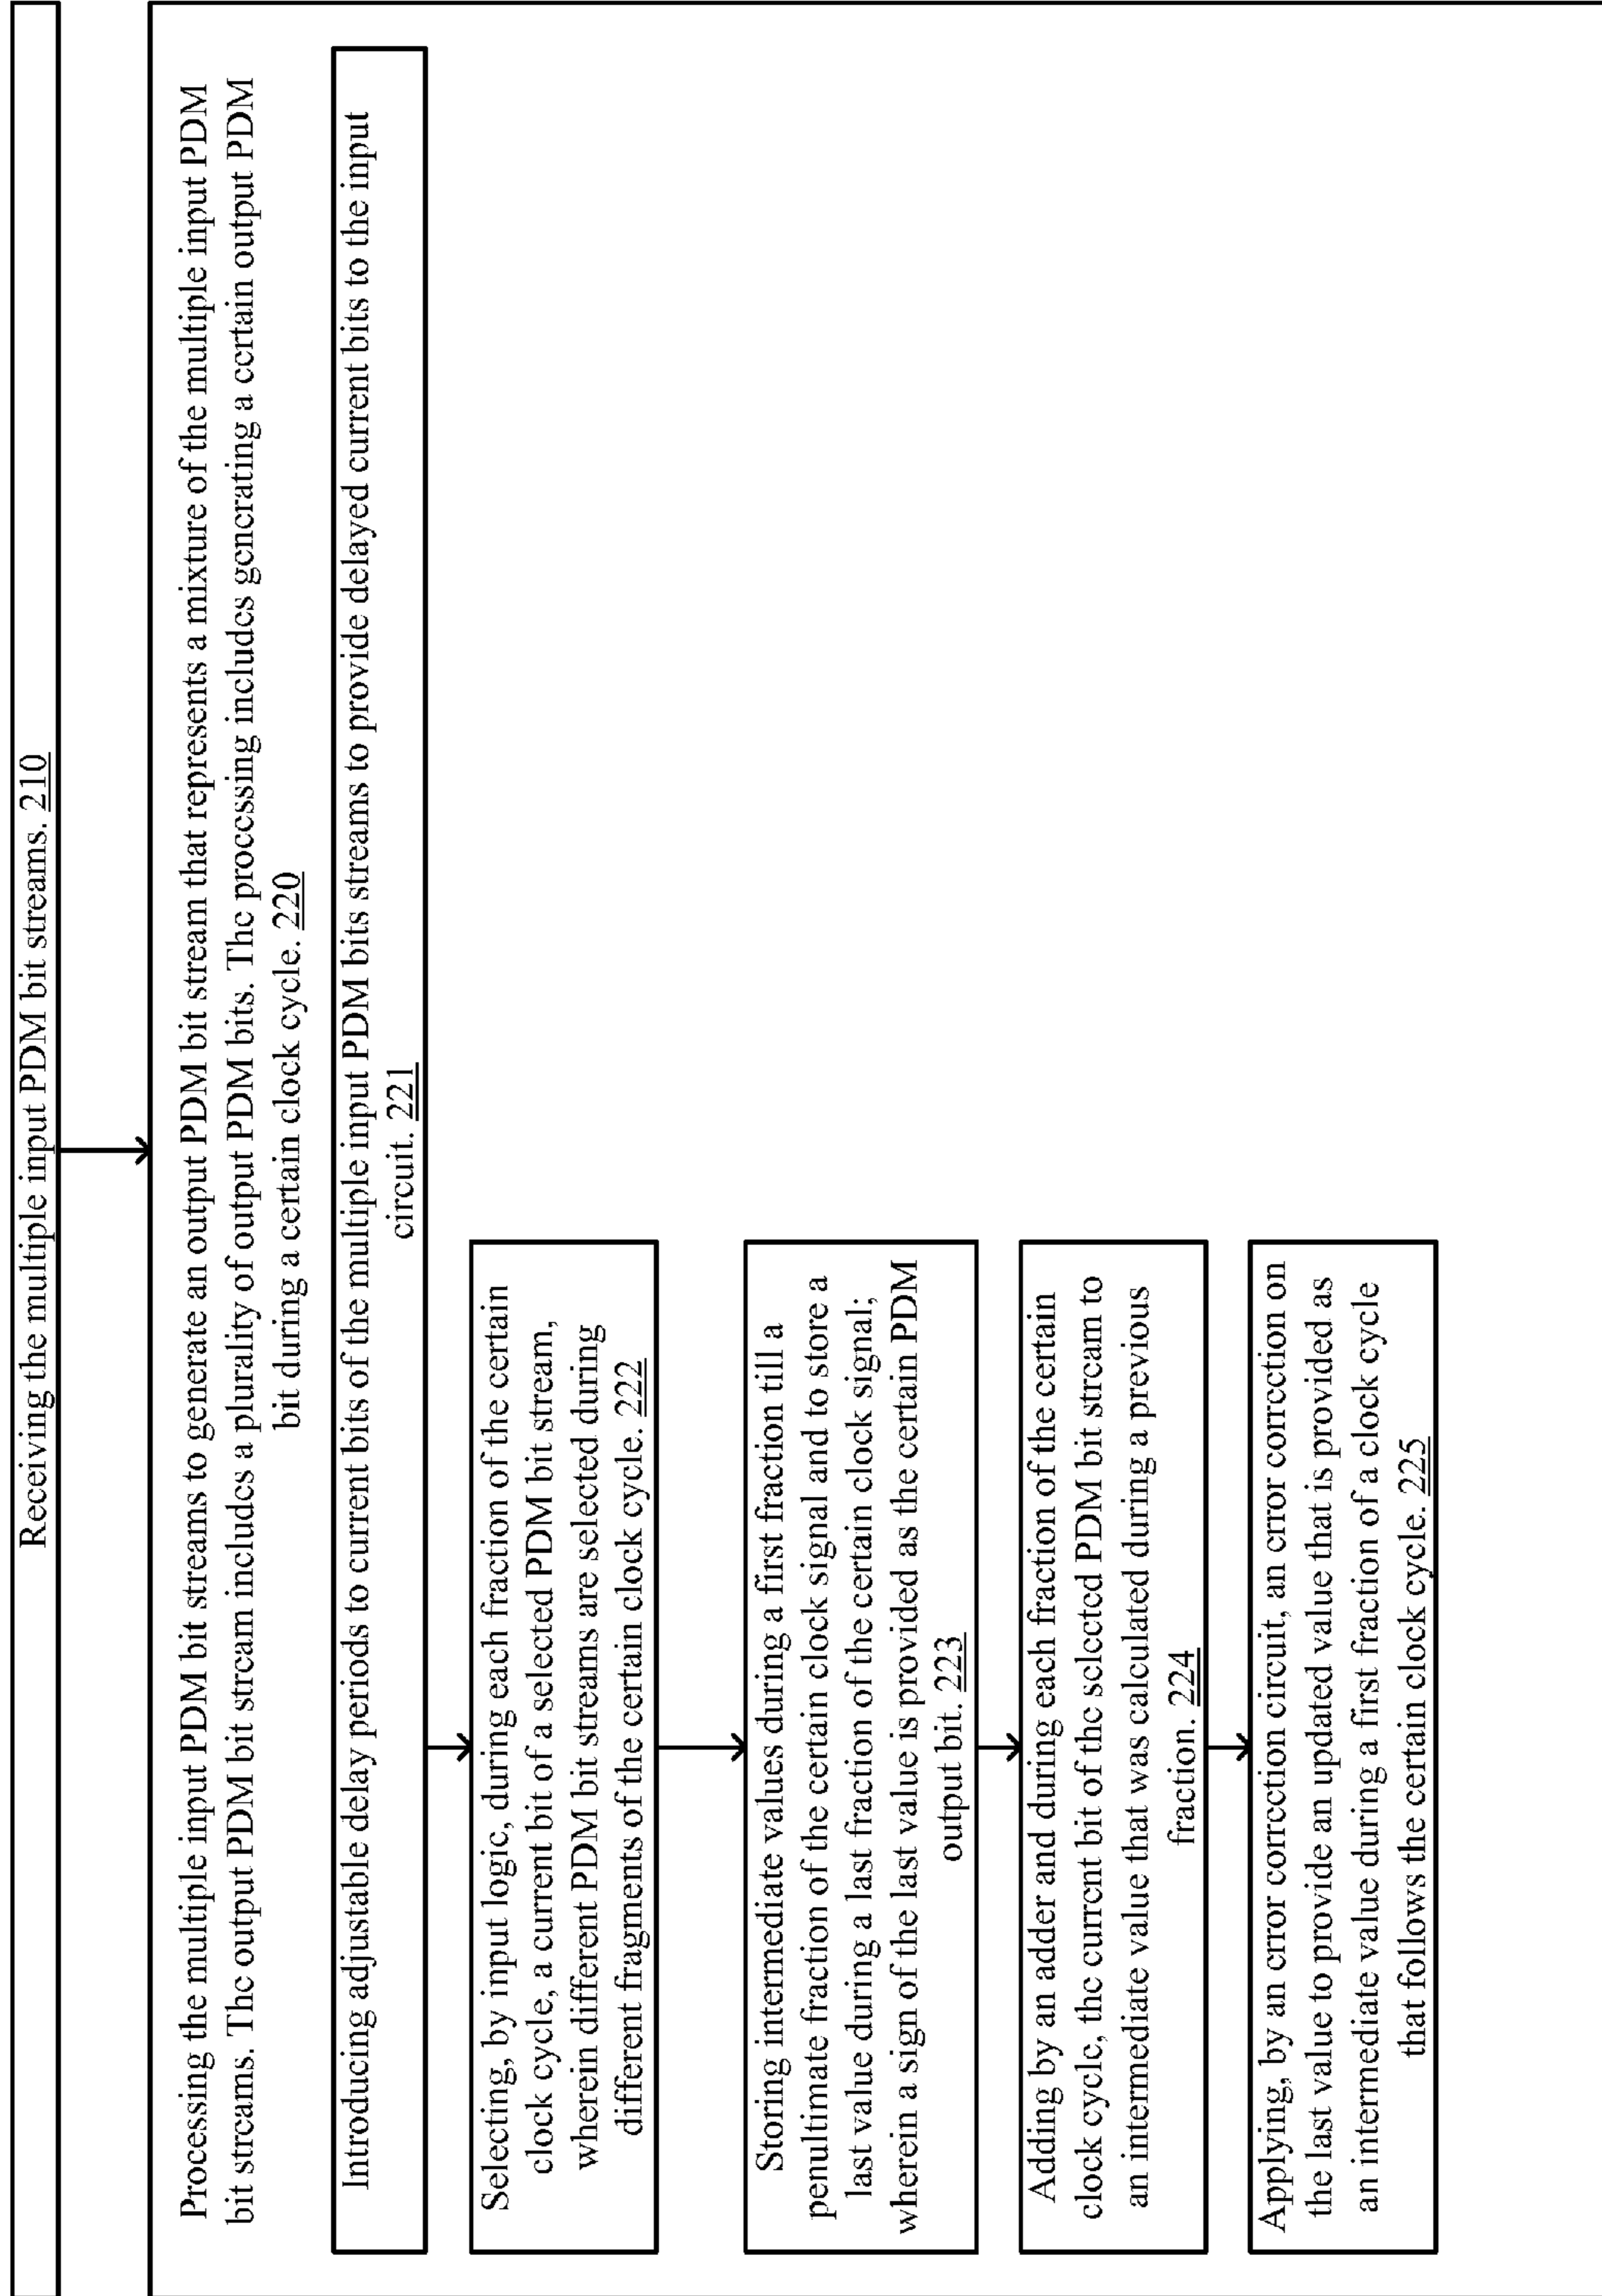 Receiving the multiple input PDM bit streams. 210
Processing the multiple input PDM bit streams to generate an output PDM bit stream that represents a mixture of the multiple input PDM
bit streams. The output PDM bit stream includes a plurality of output PDM bits. The processing includes generating a certain output PDM
bit during a certain clock cycle. 220
Introducing adjustable delay periods to current bits of the multiple input PDM bits streams to provide delayed current bits to the input
circuit. 221
Selecting, by input logic, during each fraction of the certain
clock cycle, a current bit of a selected PDM bit stream,
wherein different PDM bit streams are selected during
different fragments of the certain clock cycle. 222
Storing intermediate values during a first fraction till a
penultimate fraction of the certain clock signal and to store a
last value during a last fraction of the certain clock signal;
wherein a sign of the last value is provided as the certain PDM
output bit. 223
Adding by an adder and during each fraction of the certain
clock cycle, the current bit of the selected PDM bit stream to
an intermediate value that was calculated during a previous
fraction. 224
Applying, by an error correction circuit, an error correction on
the last value to provide an updated value that is provided as
an intermediate value during a first fraction of a clock cycle
that follows the certain clock cycle. 225